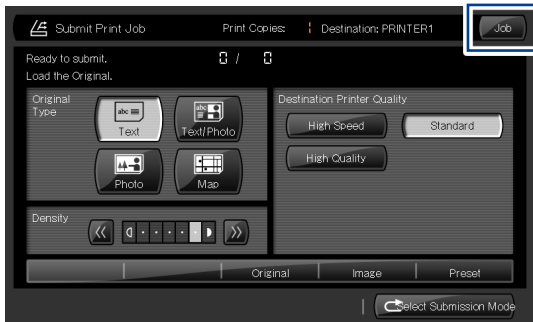 Submit Print Job
Print Copies:
Destination: PRINTER1
Job
Ready to submit.
0 / 0
Load the Original.
Original Type
abc
Text
abc
Text/Photo
Photo
Map
Density
Destination Printer Quality
High Speed
Standard
High Quality
Original
Image
Preset
Select Submission Mode